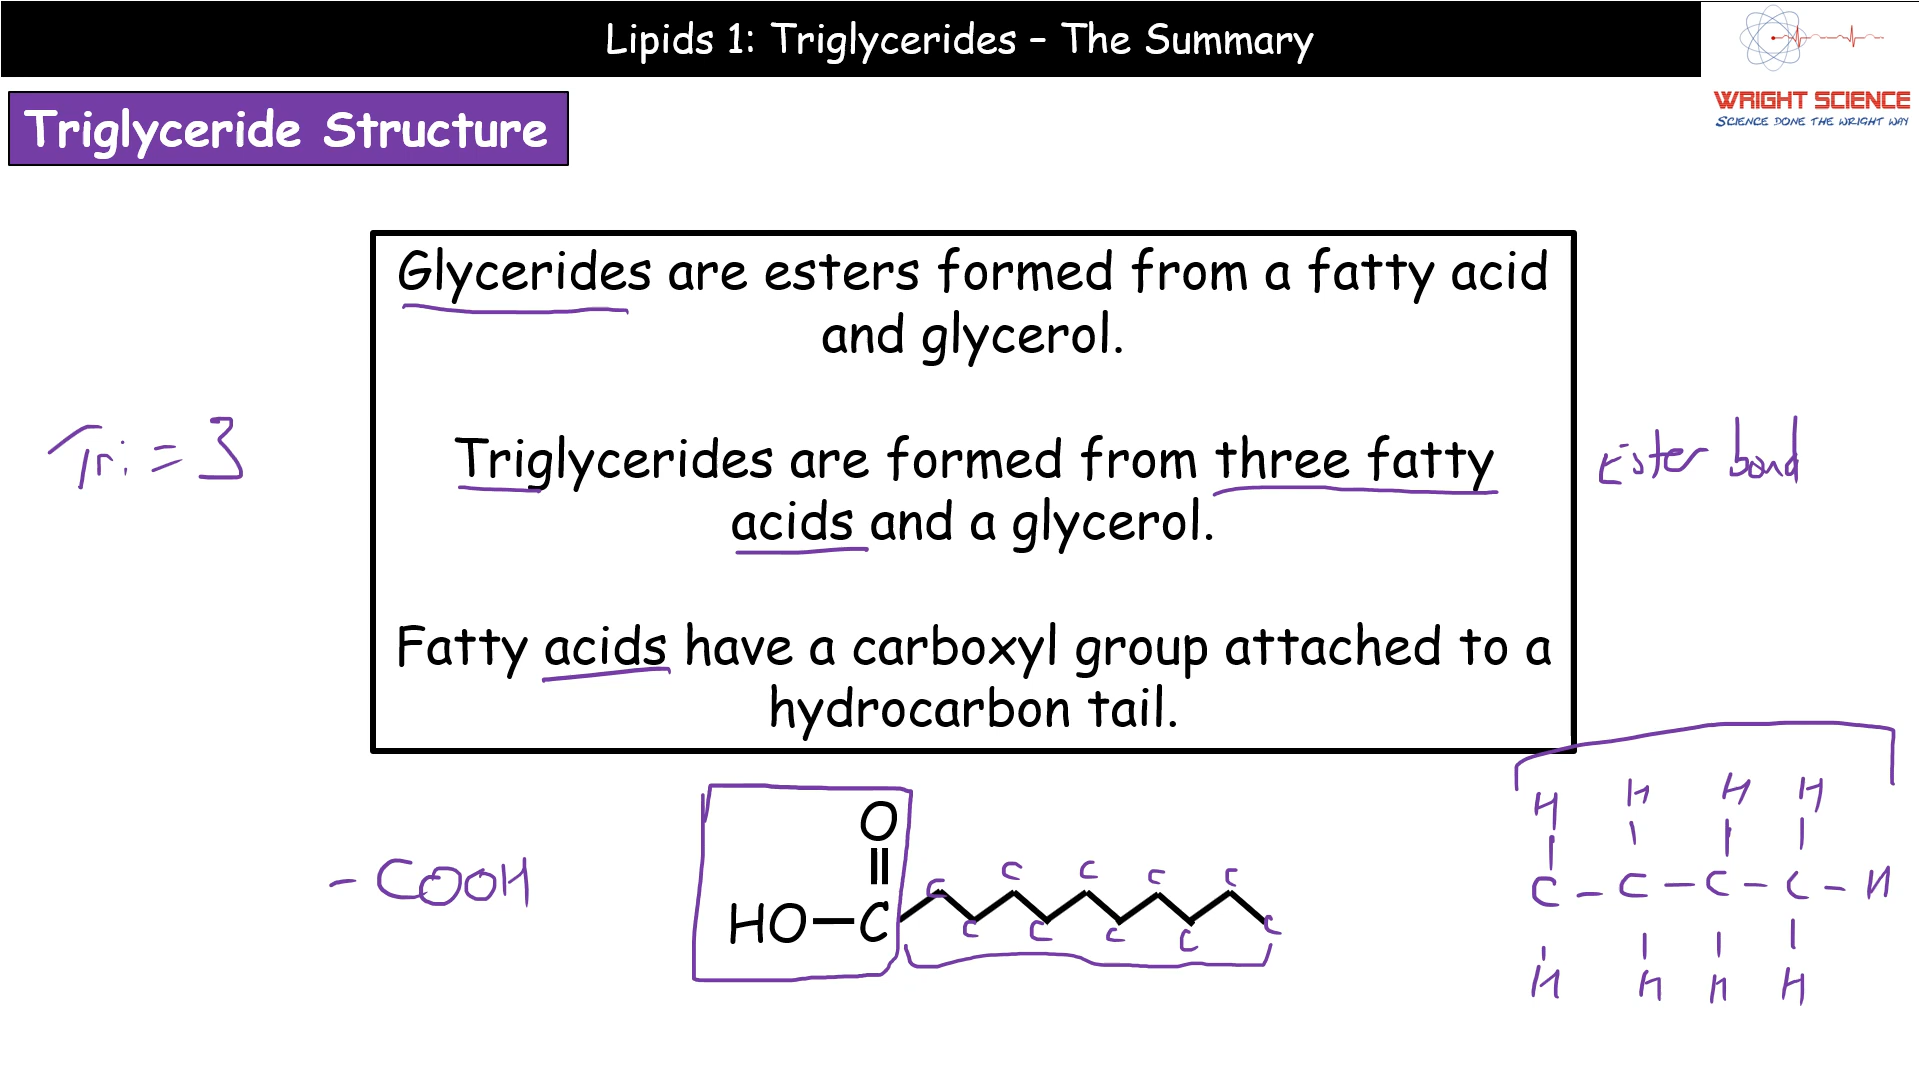 Lipids 1: Triglycerides – The Summary
WRIGHT SCIENCE
SCIENCE DONE THE WRIGHT WAY
Triglyceride Structure
Glycerides are esters formed from a fatty acid
and glycerol.
Tri = 3
Triglycerides are formed from three fatty
acids and a glycerol.
Ester bond
Fatty acids have a carboxyl group attached to a
hydrocarbon tail.
- COOH
O
HO—C
C C C C C
C C C C C
H H H H
C – C – C – C – H
H H H H